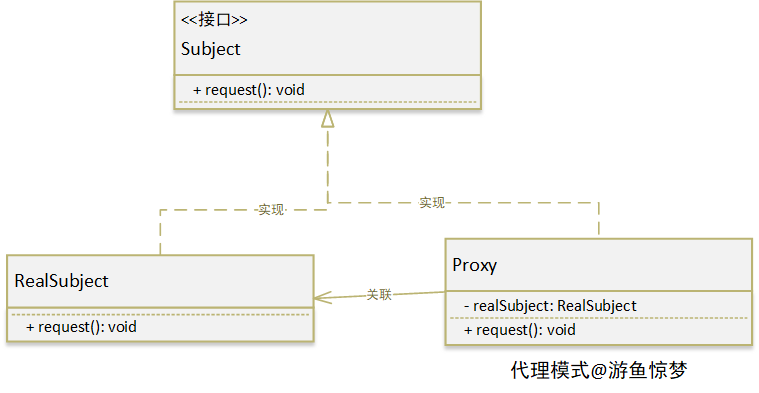 <<接口>>
Subject
+ request(): void
实现
实现
RealSubject
+ request(): void
关联
Proxy
- realSubject: RealSubject
+ request(): void
代理模式@游鱼惊梦